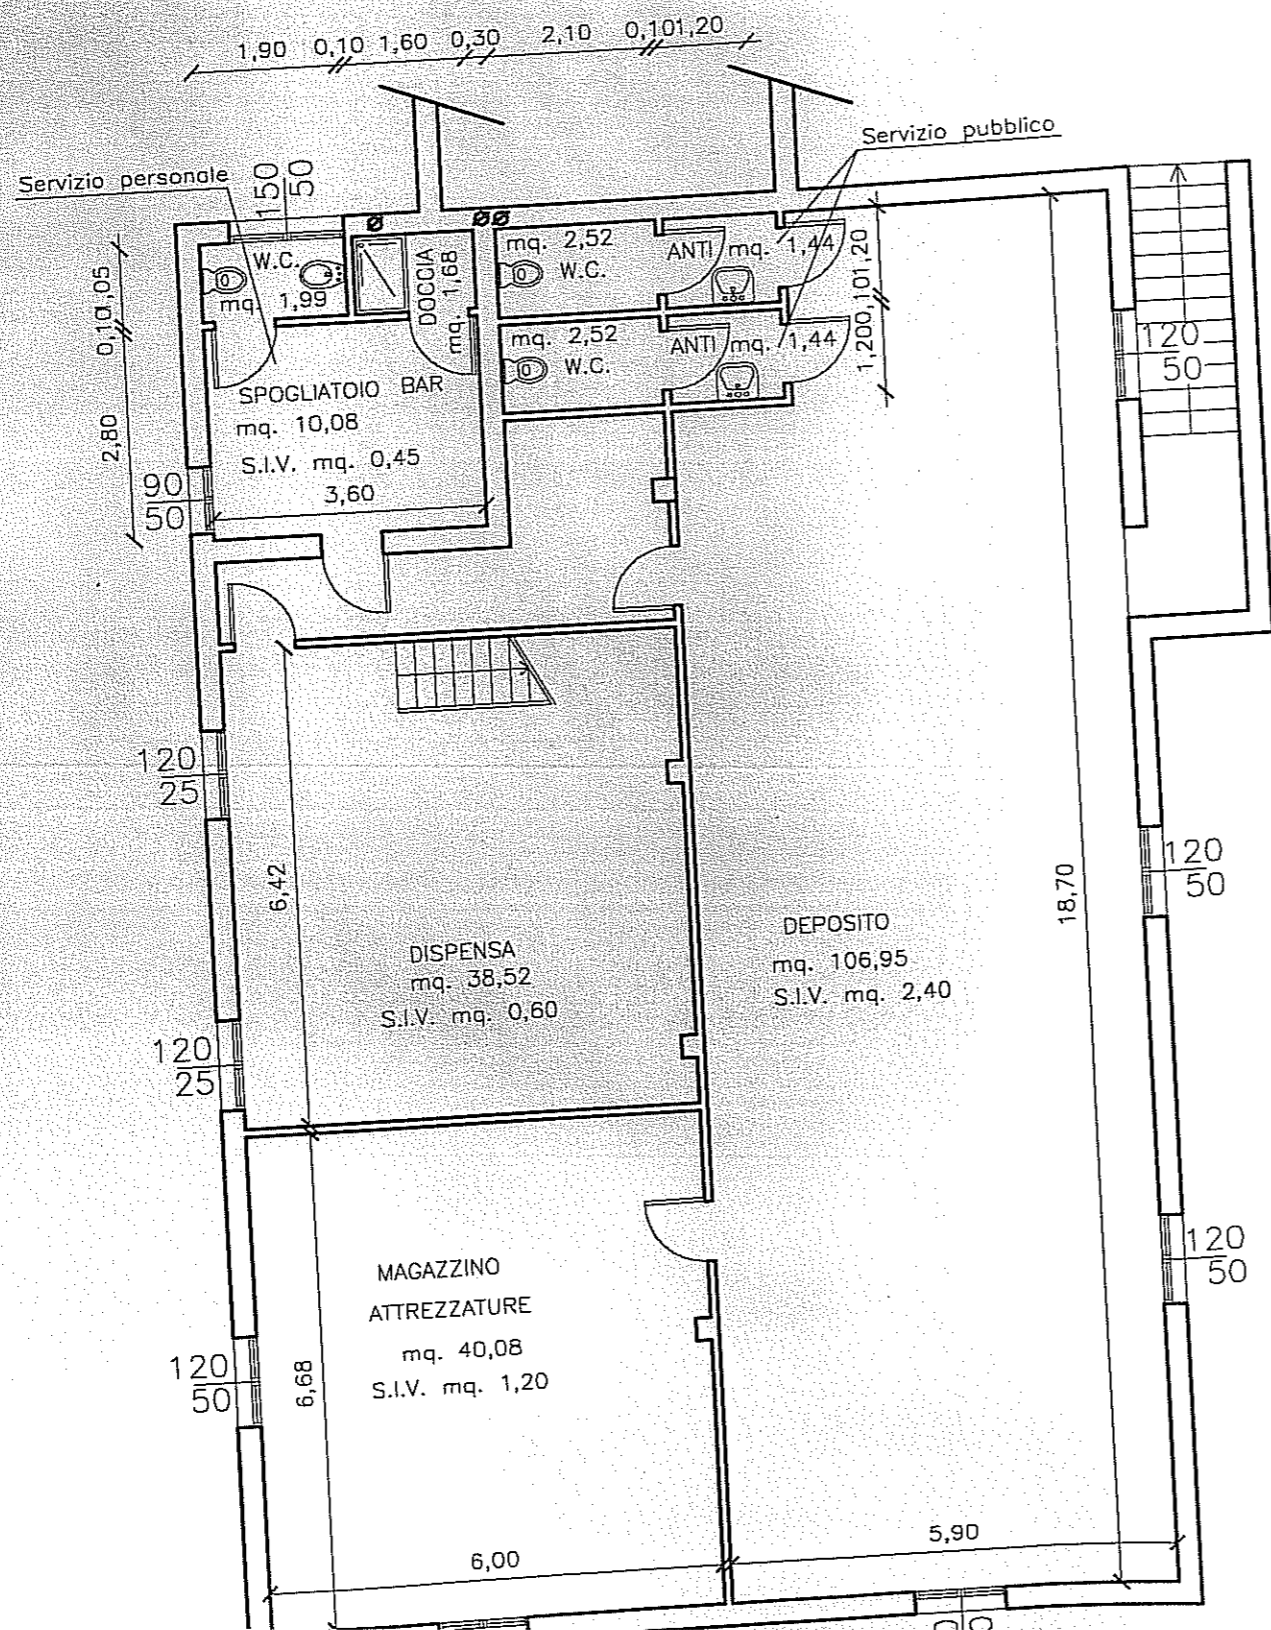 1,90 0,10 1,60 0,30 2,10 0,10 1,20
Servizio pubblico
Servizio personale
150
50
W.C.
mq. 1,99
DOCCIA
mq. 1,68
mq. 2,52
W.C.
ANTI mq. 1,44
mq. 2,52
W.C.
ANTI mq. 1,44
1,20
0,10
1,20
1,05
0,10
2,80
SPOGLIATOIO BAR
mq. 10,08
S.I.V. mq. 0,45
3,60
90
50
120
50
120
25
6,42
DISPENSA
mq. 38,52
S.I.V. mq. 0,60
120
25
DEPOSITO
mq. 106,95
S.I.V. mq. 2,40
18,70
120
50
120
50
MAGAZZINO
ATTREZZATURE
mq. 40,08
S.I.V. mq. 1,20
120
50
6,68
6,00
5,90